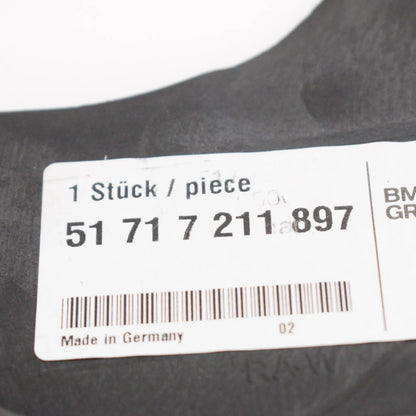 1 Stück / piece
51 71 7 211 897
BM
GR
Made in Germany 02